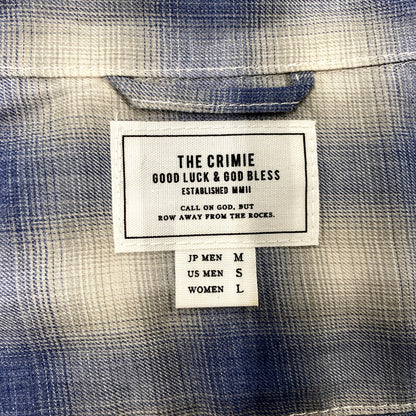 THE CRIMIE
GOOD LUCK & GOD BLESS
ESTABLISHED MMII
CALL ON GOD, BUT
ROW AWAY FROM THE ROCKS.
JP MEN M
US MEN S
WOMEN L